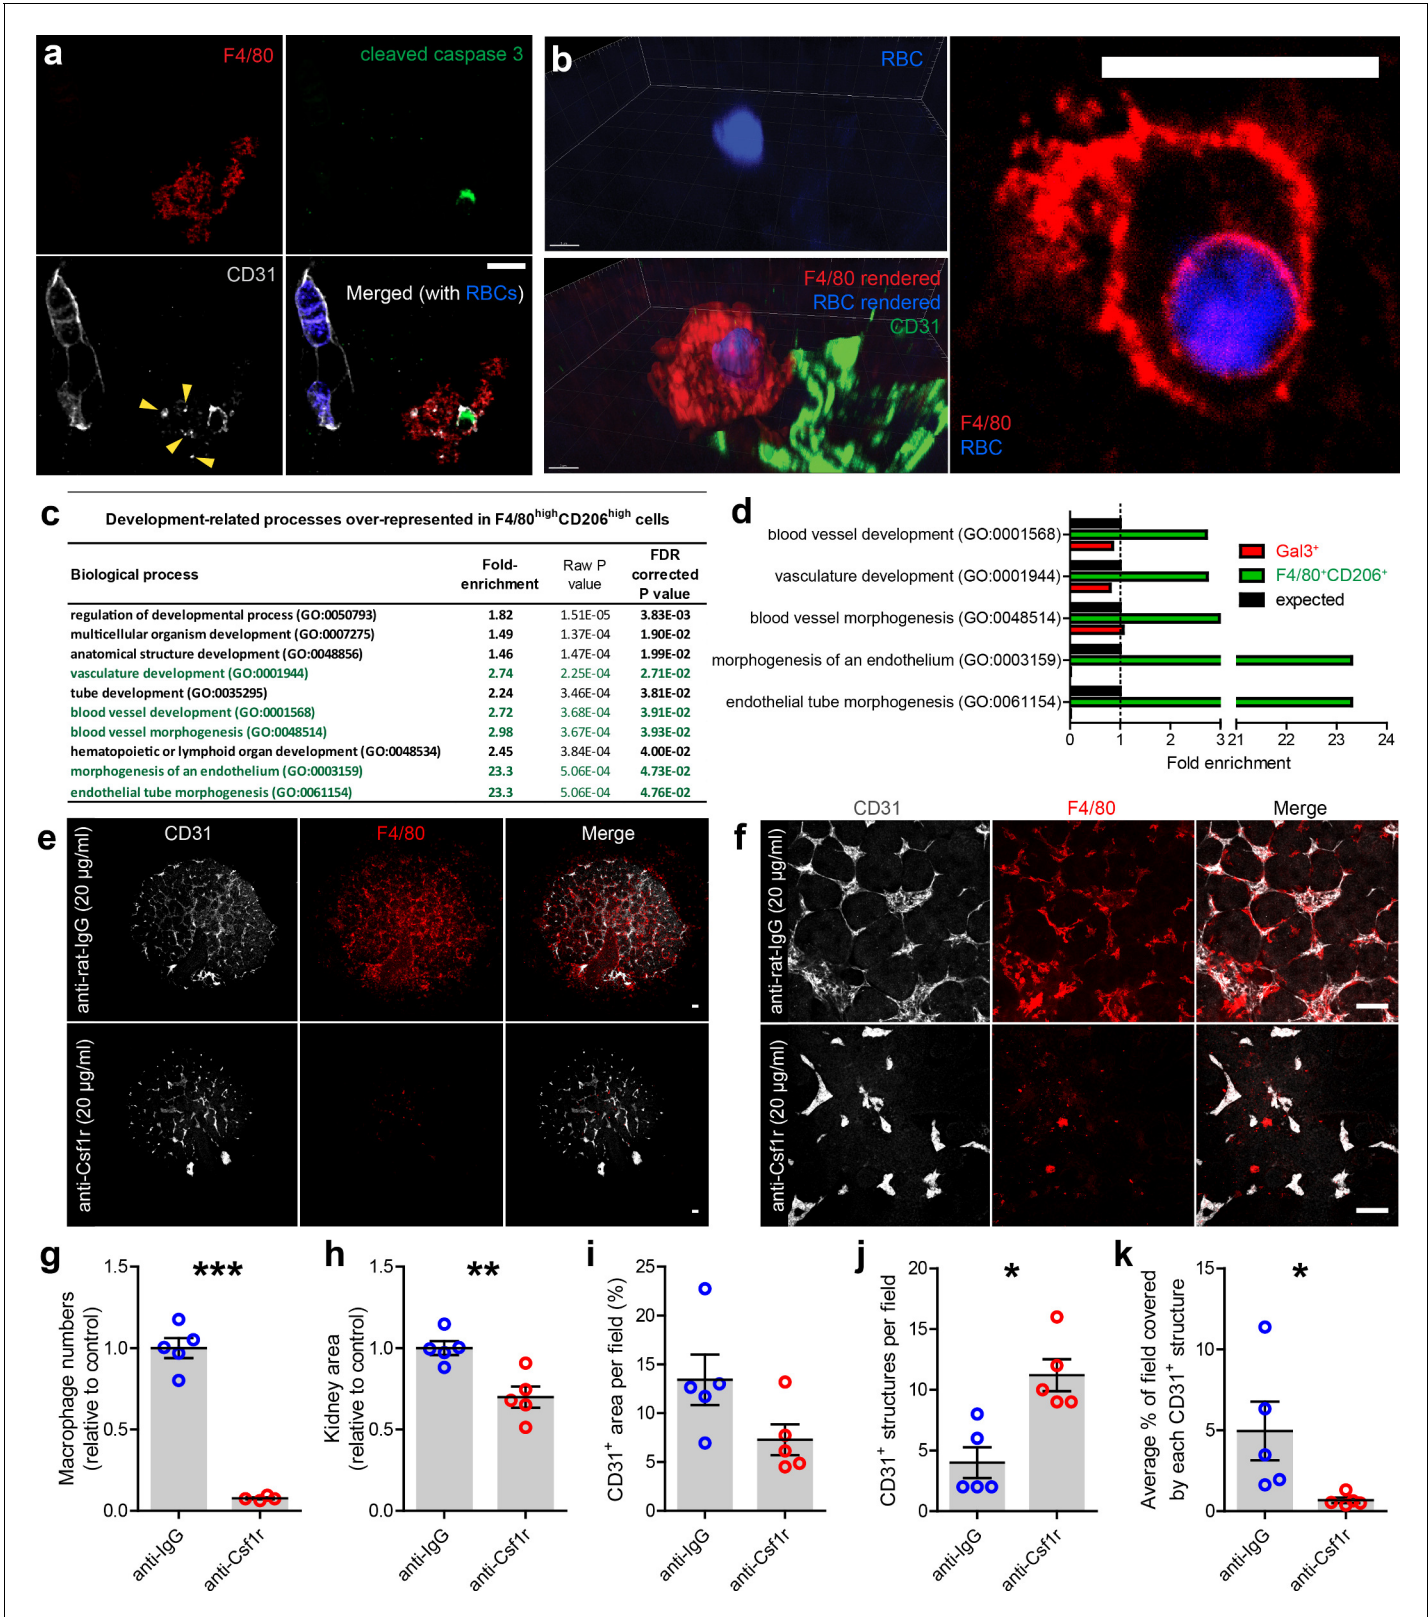 a
F4/80
cleaved caspase 3
CD31
Merged (with RBCs)
b
RBC
F4/80 rendered
RBC rendered
CD31
F4/80
RBC
c
Development-related processes over-represented in F4/80highCD206high cells
Biological process Fold-enrichment Raw P value FDR corrected P value
regulation of developmental process (GO:0050793) 1.82 1.51E-05 3.83E-03
multicellular organism development (GO:0007275) 1.49 1.37E-04 1.90E-02
anatomical structure development (GO:0048856) 1.46 1.47E-04 1.99E-02
vasculature development (GO:0001944) 2.74 2.25E-04 2.71E-02
tube development (GO:0035295) 2.24 3.46E-04 3.81E-02
blood vessel development (GO:0001568) 2.72 3.68E-04 3.91E-02
blood vessel morphogenesis (GO:0048514) 2.98 3.67E-04 3.93E-02
hematopoietic or lymphoid organ development (GO:0048534) 2.45 3.84E-04 4.00E-02
morphogenesis of an endothelium (GO:0003159) 23.3 5.06E-04 4.73E-02
endothelial tube morphogenesis (GO:0061154) 23.3 5.06E-04 4.76E-02
d
blood vessel development (GO:0001568)
vasculature development (GO:0001944)
blood vessel morphogenesis (GO:0048514)
morphogenesis of an endothelium (GO:0003159)
endothelial tube morphogenesis (GO:0061154)
Gal3+
F4/80+CD206+
expected
0 1 2 3 21 22 23 24
Fold enrichment
e
CD31 F4/80 Merge
anti-rat-IgG (20 µg/ml)
anti-Csf1r (20 µg/ml)
f
CD31 F4/80 Merge
anti-rat-IgG (20 µg/ml)
anti-Csf1r (20 µg/ml)
g
Macrophage numbers
(relative to control)
1.5
1.0
0.5
0.0
***
anti-IgG
anti-Csf1r
h
Kidney area
(relative to control)
1.5
1.0
0.5
0.0
**
anti-IgG
anti-Csf1r
i
CD31+ area per field (%)
25
20
15
10
5
0
anti-IgG
anti-Csf1r
j
CD31+ structures per field
20
15
10
5
0
*
anti-IgG
anti-Csf1r
k
Average % of field covered
by each CD31+ structure
15
10
5
0
*
anti-IgG
anti-Csf1r